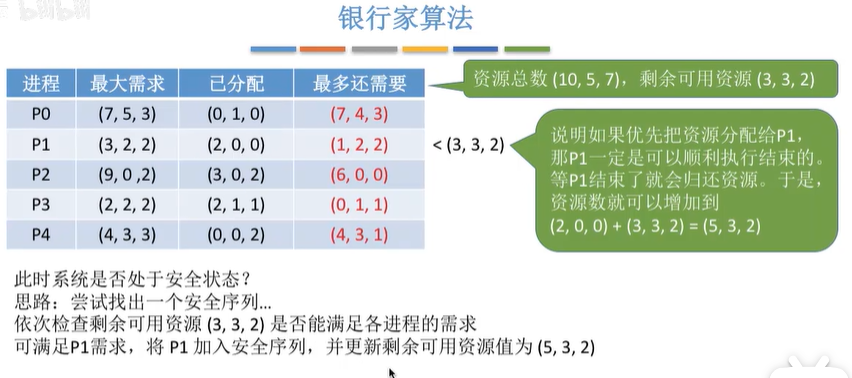 bilibili
银行家算法
进程 最大需求 已分配 最多还需要
P0 (7, 5, 3) (0, 1, 0) (7, 4, 3)
P1 (3, 2, 2) (2, 0, 0) (1, 2, 2)
P2 (9, 0 ,2) (3, 0, 2) (6, 0, 0)
P3 (2, 2, 2) (2, 1, 1) (0, 1, 1)
P4 (4, 3, 3) (0, 0, 2) (4, 3, 1)
资源总数 (10, 5, 7)，剩余可用资源 (3, 3, 2)
< (3, 3, 2)
说明如果优先把资源分配给P1，
那P1一定是可以顺利执行结束的。
等P1结束了就会归还资源。于是，
资源数就可以增加到
(2, 0, 0) + (3, 3, 2) = (5, 3, 2)
此时系统是否处于安全状态？
思路：尝试找出一个安全序列…
依次检查剩余可用资源 (3, 3, 2) 是否能满足各进程的需求
可满足P1需求，将 P1 加入安全序列，并更新剩余可用资源值为 (5, 3, 2)